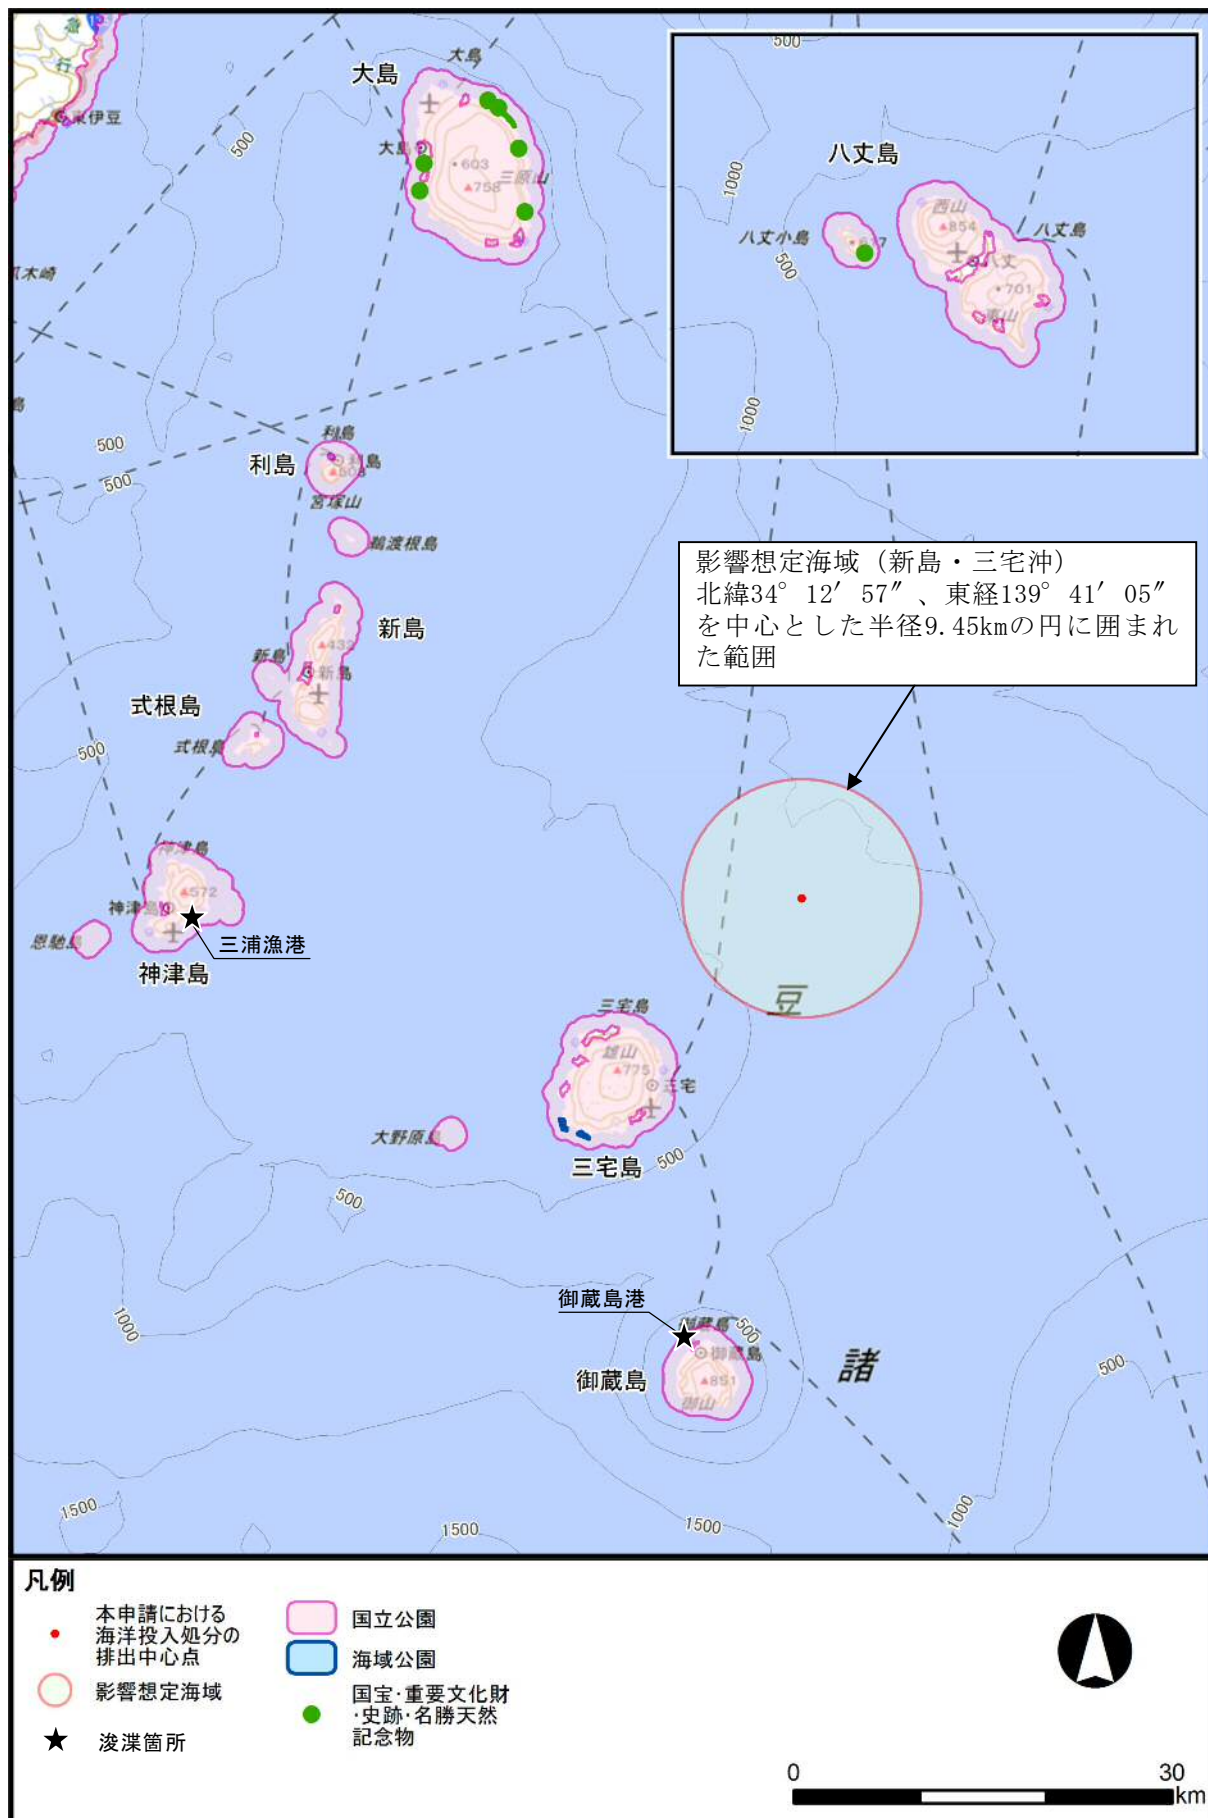 大島
大島
東伊豆
500
大島
603
758
三原山
500
爪木崎
八丈島
1000
西山
854
八丈島
八丈小島
617
八丈
500
701
東山
1000
500
500
利島
利島
利島
508
宮塚山
鵜渡根島
影響想定海域（新島・三宅沖）
北緯34°12′57″、東経139°41′05″
を中心とした半径9.45kmの円に囲まれ
た範囲
新島
432
新島
新島
式根島
式根島
500
神津島
572
神津島
恩馳島
三浦漁港
神津島
豆
三宅島
雄山
775
三宅
大野原島
三宅島
500
500
御蔵島港
御蔵島
500
御蔵島
御蔵島
851
御山
諸
500
1000
1500
1500
1500
1000
凡例
本申請における
海洋投入処分の
排出中心点
影響想定海域
浚渫箇所
国立公園
海域公園
国宝・重要文化財
・史跡・名勝天然
記念物
0
30
km